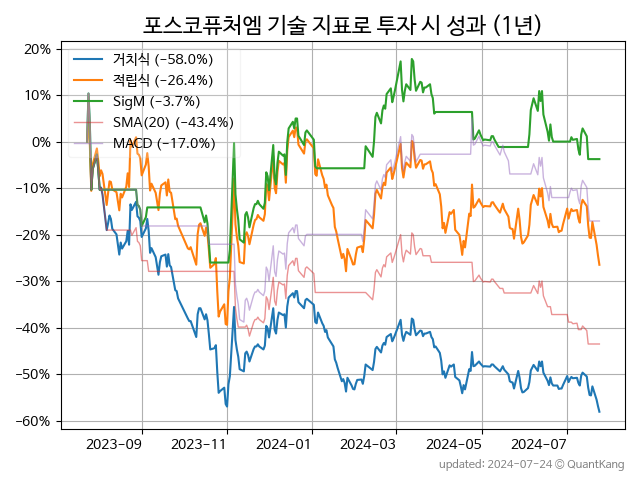 포스코퓨처엠 기술 지표로 투자 시 성과 (1년)
20%
10%
0%
−10%
−20%
−30%
−40%
−50%
−60%
거치식 (−58.0%)
적립식 (−26.4%)
SigM (−3.7%)
SMA(20) (−43.4%)
MACD (−17.0%)
2023−09
2023−11
2024−01
2024−03
2024−05
2024−07
updated: 2024−07−24 ⓒ QuantKang